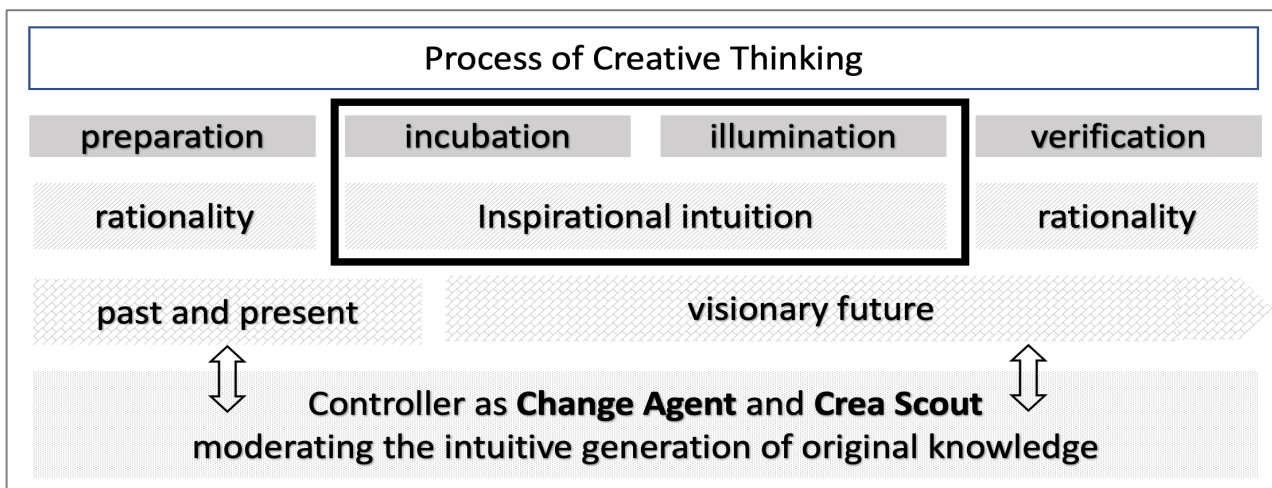 Process of Creative Thinking
preparation incubation illumination verification
rationality Inspirational intuition rationality
past and present visionary future
Controller as Change Agent and Crea Scout
moderating the intuitive generation of original knowledge